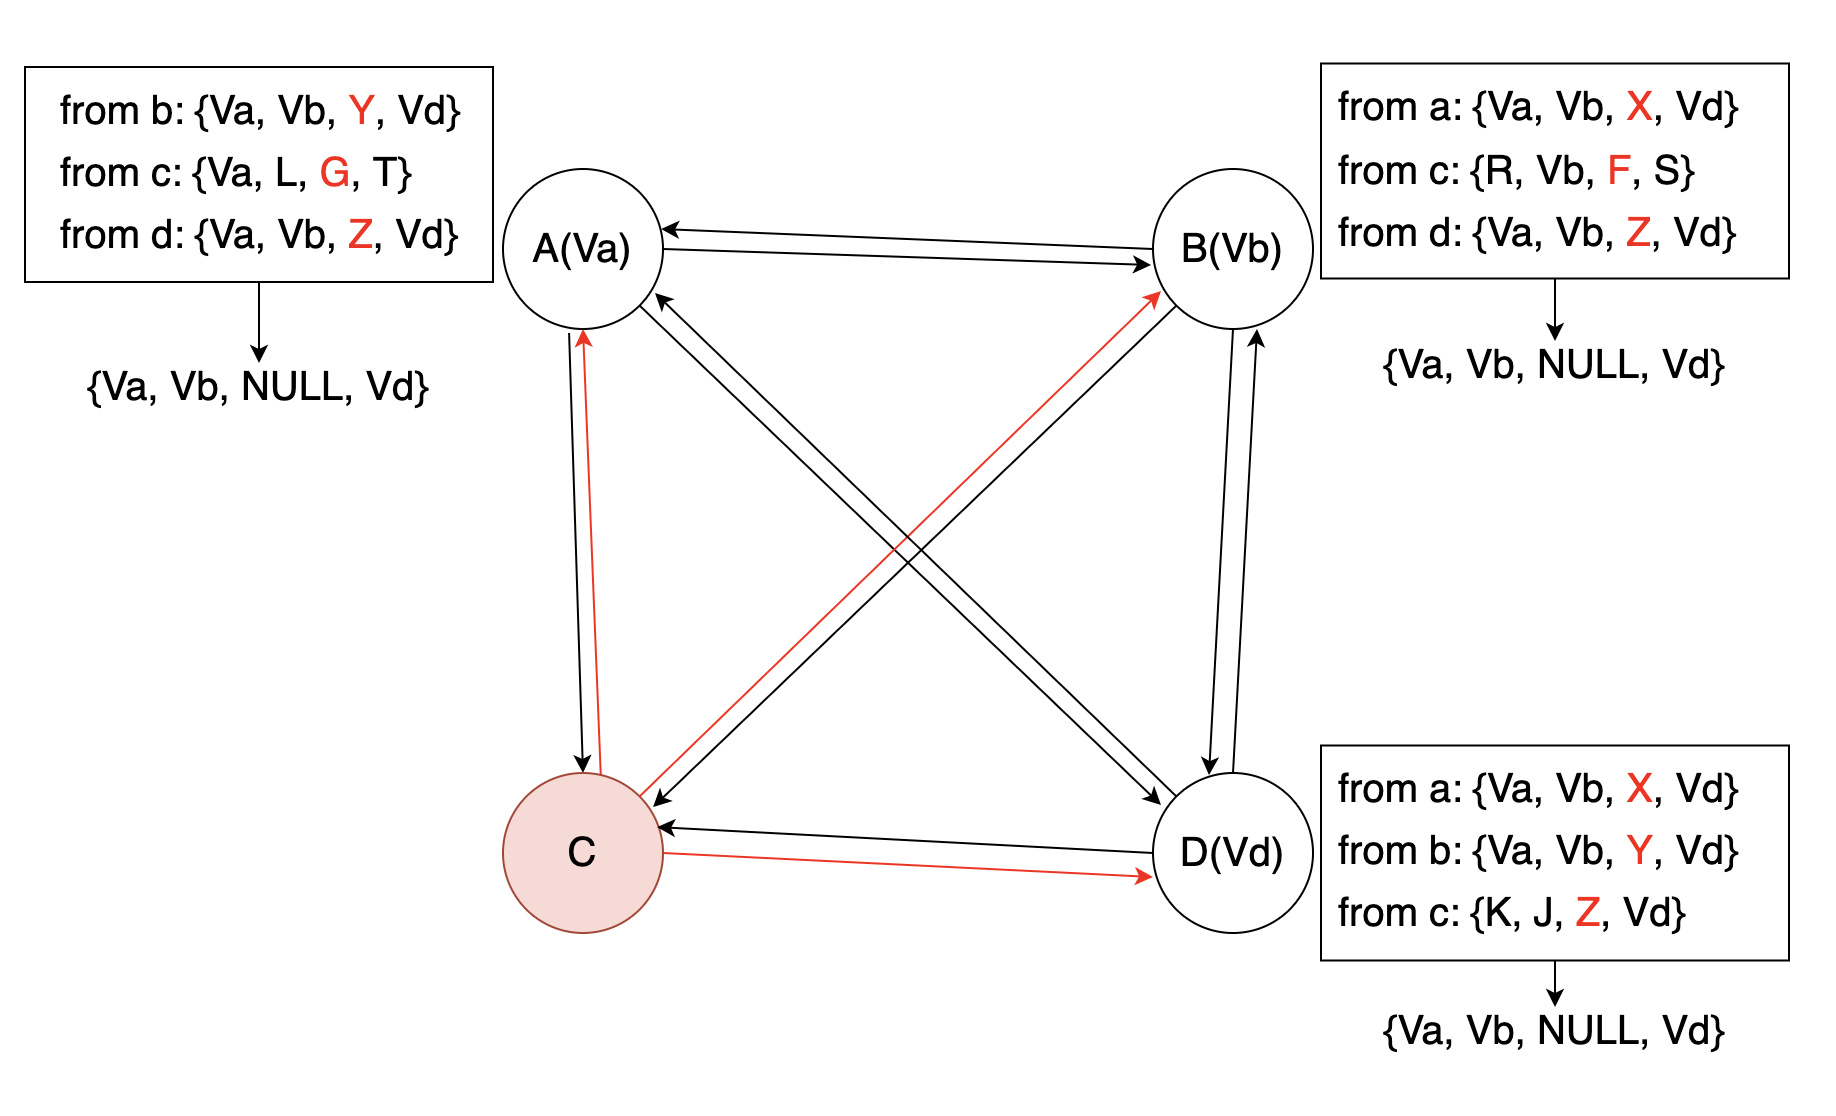 from b: {Va, Vb, Y, Vd}
from c: {Va, L, G, T}
from d: {Va, Vb, Z, Vd}
{Va, Vb, NULL, Vd}
A(Va)
B(Vb)
from a: {Va, Vb, X, Vd}
from c: {R, Vb, F, S}
from d: {Va, Vb, Z, Vd}
{Va, Vb, NULL, Vd}
C
D(Vd)
from a: {Va, Vb, X, Vd}
from b: {Va, Vb, Y, Vd}
from c: {K, J, Z, Vd}
{Va, Vb, NULL, Vd}